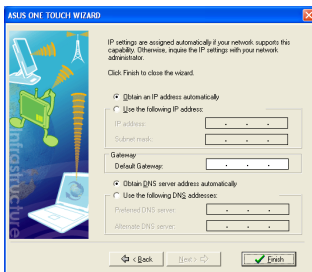 ASUS ONE TOUCH WIZARD
IP settings are assigned automatically if your network supports this
capability. Otherwise, inquire the IP settings with your network
administrator.
Click Finish to close the wizard.
Obtain an IP address automatically
Use the following IP address:
IP address:
Subnet mask:
Gateway
Default Gateway:
Obtain DNS server address automatically
Use the following DNS addresses:
Preferred DNS server:
Alternate DNS server:
Infrastructure
< Back
Next >
Finish